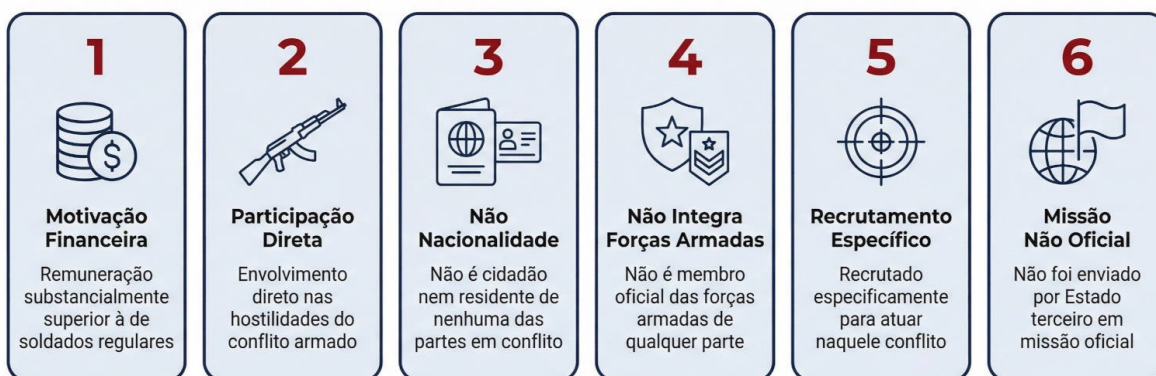 1
Motivação
Financeira
Remuneração
substancialmente
superior à de
soldados regulares
2
Participação
Direta
Envolvimento
direto nas
hostilidades do
conflito armado
3
Não
Nacionalidade
Não é cidadão
nem residente de
nenhuma das
partes em conflito
4
Não Integra
Forças Armadas
Não é membro
oficial das forças
armadas de
qualquer parte
5
Recrutamento
Específico
Recrutado
especificamente
para atuar
naquele conflito
6
Missão
Não Oficial
Não foi enviado
por Estado
terceiro em
missão oficial
$